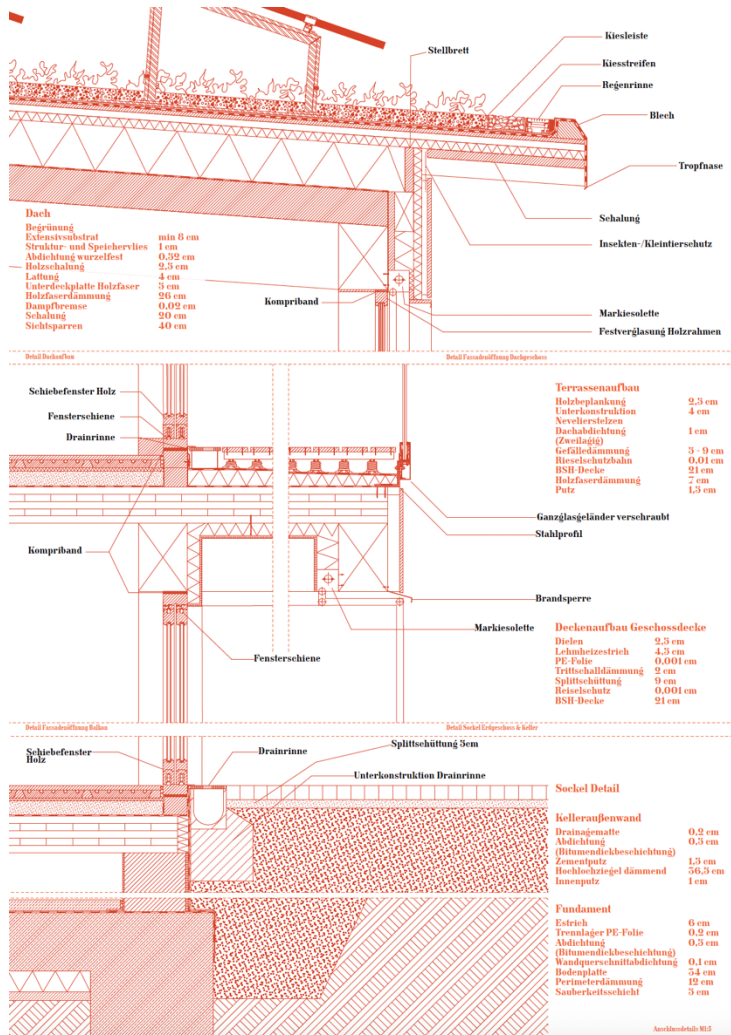 Kiesleiste
Stellbrett
Kiesstreifen
Regenrinne
Blech
Tropfnase
Schalung
Insekten-/Kleintierschutz
Kompriband
Markiesolette
Festverglasung Holzrahmen
Dach
Begrünung
Extensivsubstrat min 8 cm
Struktur- und Speichervlies 1 cm
Abdichtung wurzelfest 0,52 cm
Holzschalung 2,5 cm
Lattung 4 cm
Unterdeckplatte Holzfaser 3 cm
Holzfaserdämmung 26 cm
Dampfbremse 0,02 cm
Schalung 20 cm
Sichtsparren 40 cm
Detail Dachaufbau
Detail Fassadenöffnung Dachgeschoss
Schiebefenster Holz
Fensterschiene
Drainrinne
Kompriband
Terrassenaufbau
Holzbeplankung 2,5 cm
Unterkonstruktion 4 cm
Nevelierstelzen
Dachabdichtung 1 cm
(Zweilagig)
Gefälledämmung 5 - 9 cm
Rieselschutzbahn 0,01 cm
BSH-Decke 21 cm
Holzfaserdämmung 7 cm
Putz 1,5 cm
Ganzglasgeländer verschraubt
Stahlprofil
Brandsperre
Markiesolette
Fensterschiene
Deckenaufbau Geschossdecke
Dielen 2,5 cm
Lehmheizestrich 4,5 cm
PE-Folie 0,001 cm
Trittschalldämmung 2 cm
Splittschüttung 9 cm
Reiselschutz 0,001 cm
BSH-Decke 21 cm
Detail Fassadenöffnung Balkon
Detail Sockel Erdgeschoss & Keller
Schiebefenster
Holz
Drainrinne
Splittschüttung 3cm
Unterkonstruktion Drainrinne
Sockel Detail
Kelleraußenwand
Drainagematte 0,2 cm
Abdichtung 0,5 cm
(Bitumendickbeschichtung)
Zementputz 1,5 cm
Hochlochziegel dämmend 36,5 cm
Innenputz 1 cm
Fundament
Estrich 6 cm
Trennlager PE-Folie 0,2 cm
Abdichtung 0,5 cm
(Bitumendickbeschichtung)
Wandquerschnittabdichtung 0,1 cm
Bodenplatte 34 cm
Perimeterdämmung 12 cm
Sauberkeitsschicht 5 cm
Anschlussdetails M1:5